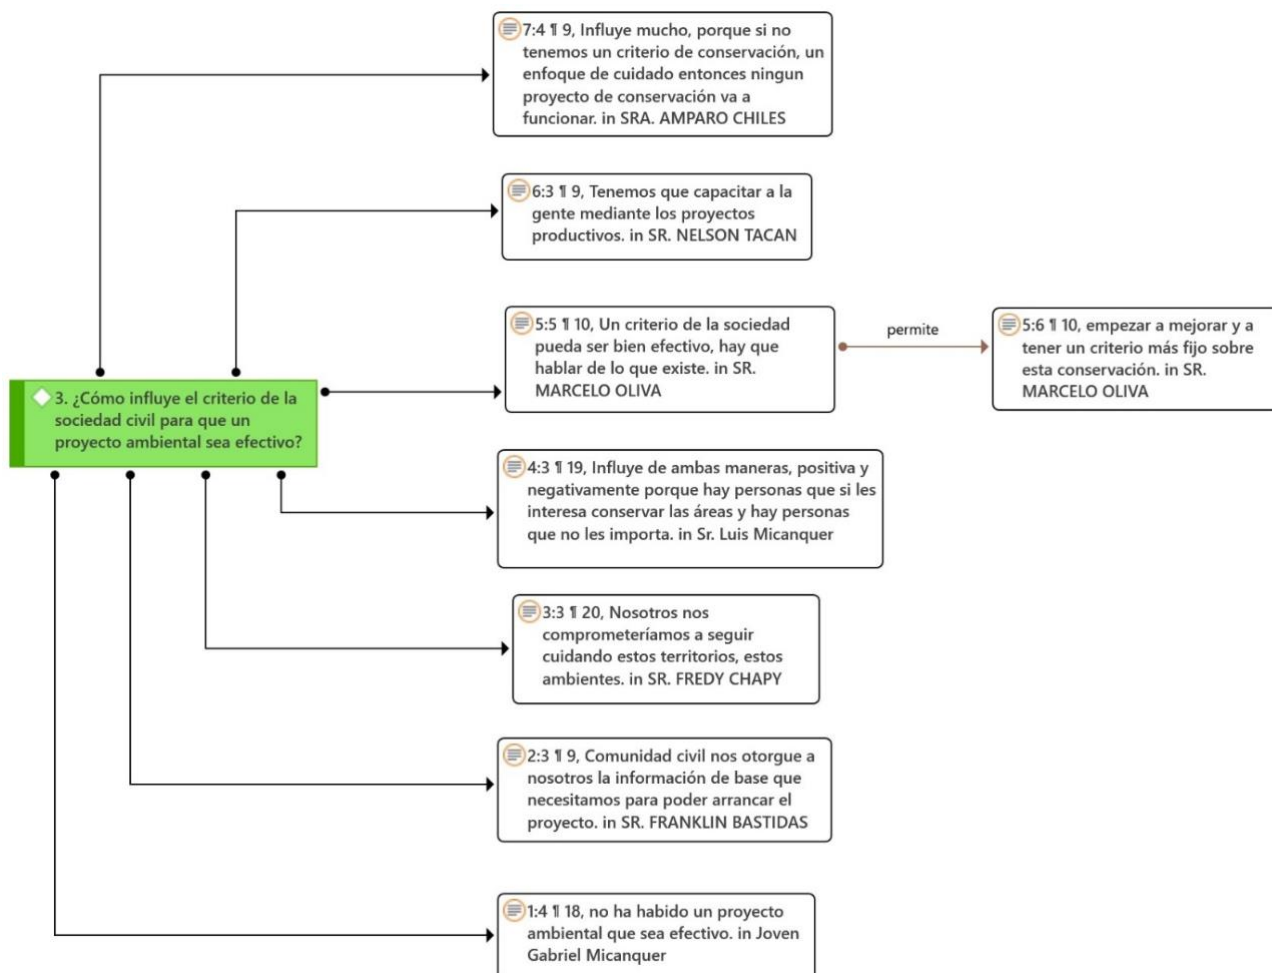 7:4 ¶ 9, Influye mucho, porque si no
tenemos un criterio de conservación, un
enfoque de cuidado entonces ningun
proyecto de conservación va a
funcionar. in SRA. AMPARO CHILES
6:3 ¶ 9, Tenemos que capacitar a la
gente mediante los proyectos
productivos. in SR. NELSON TACAN
5:5 ¶ 10, Un criterio de la sociedad
pueda ser bien efectivo, hay que
hablar de lo que existe. in SR.
MARCELO OLIVA
permite
5:6 ¶ 10, empezar a mejorar y a
tener un criterio más fijo sobre
esta conservación. in SR.
MARCELO OLIVA
3. ¿Cómo influye el criterio de la
sociedad civil para que un
proyecto ambiental sea efectivo?
4:3 ¶ 19, Influye de ambas maneras, positiva y
negativamente porque hay personas que si les
interesa conservar las áreas y hay personas
que no les importa. in Sr. Luis Micanquer
3:3 ¶ 20, Nosotros nos
comprometeríamos a seguir
cuidando estos territorios, estos
ambientes. in SR. FREDY CHAPY
2:3 ¶ 9, Comunidad civil nos otorgue a
nosotros la información de base que
necesitamos para poder arrancar el
proyecto. in SR. FRANKLIN BASTIDAS
1:4 ¶ 18, no ha habido un proyecto
ambiental que sea efectivo. in Joven
Gabriel Micanquer